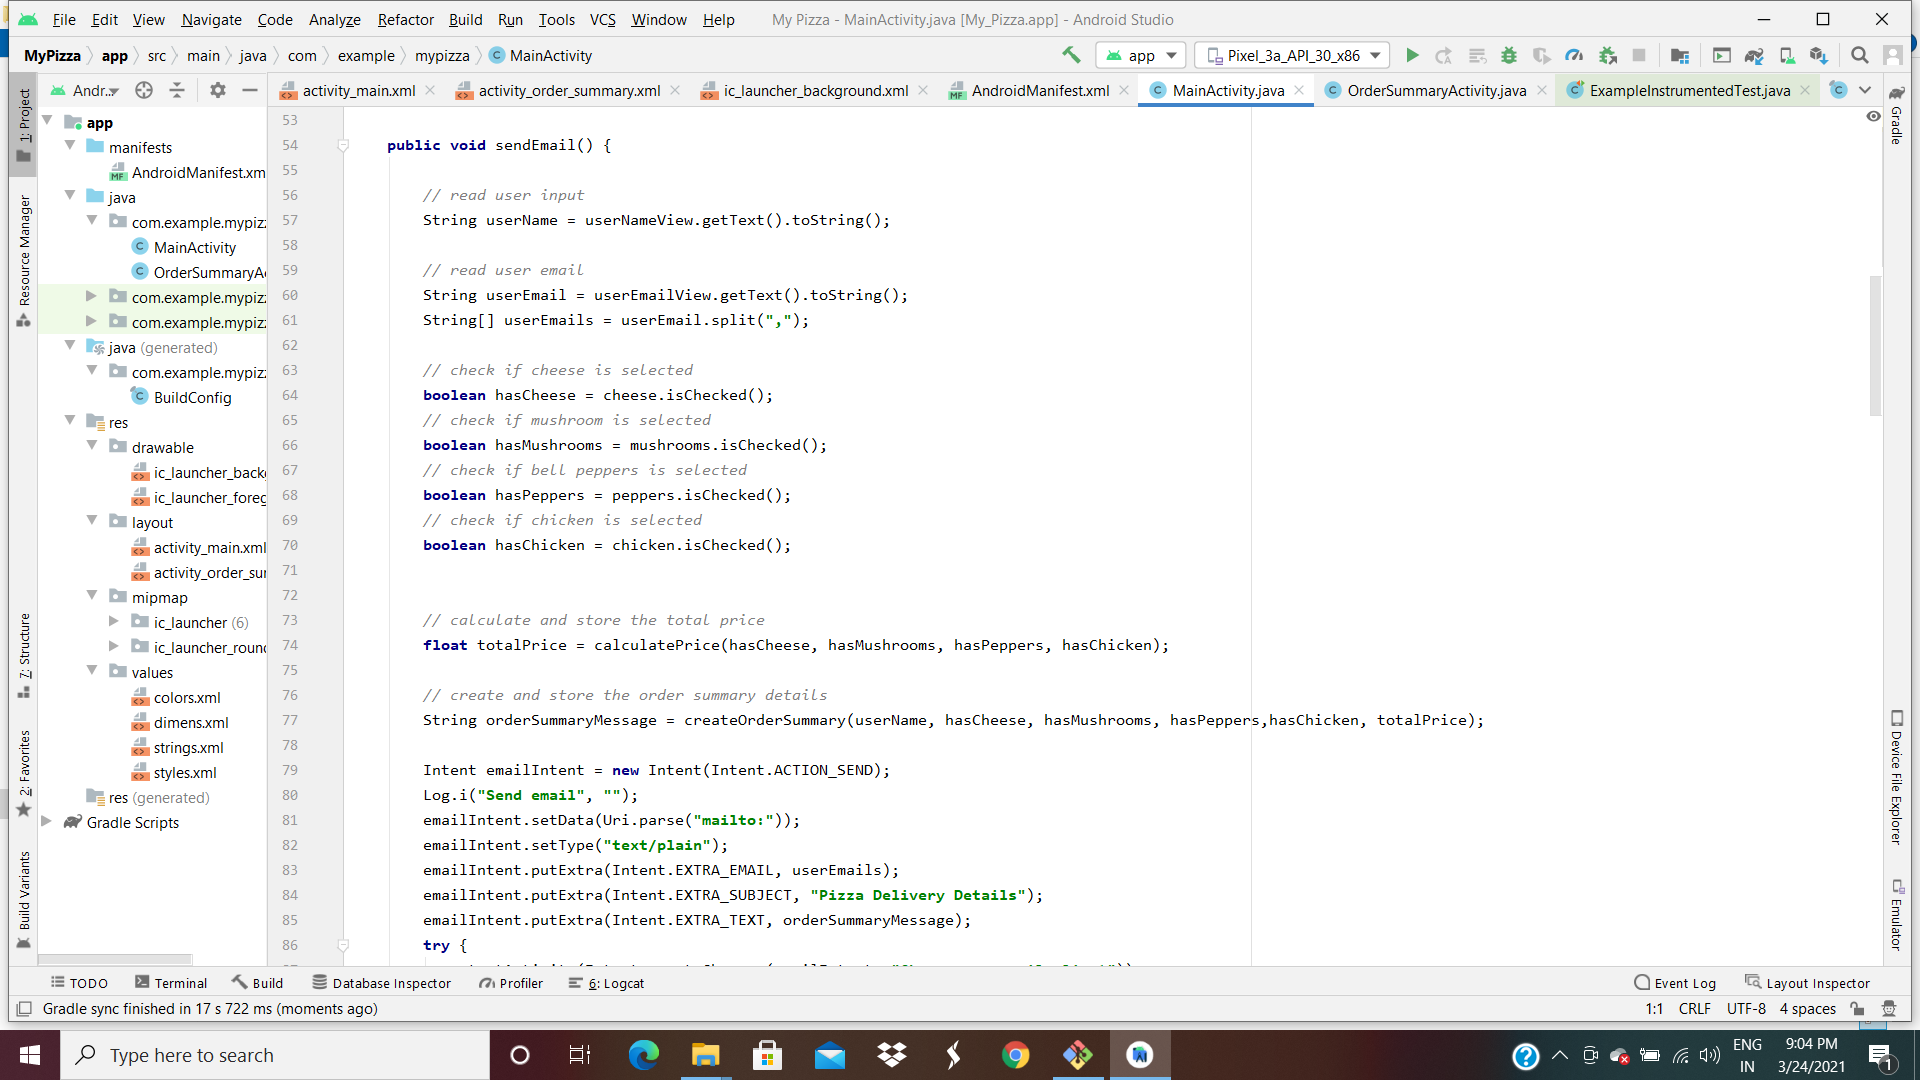 File Edit View Navigate Code Analyze Refactor Build Run Tools VCS Window Help My Pizza - MainActivity.java [My_Pizza.app] - Android Studio
MyPizza app src main java com example mypizza MainActivity app Pixel_3a_API_30_x86
Andr... activity_main.xml activity_order_summary.xml ic_launcher_background.xml AndroidManifest.xml MainActivity.java OrderSummaryActivity.java ExampleInstrumentedTest.java
1: Project
Resource Manager
7: Structure
2: Favorites
Build Variants
app
manifests
AndroidManifest.xm
java
com.example.mypizz
MainActivity
OrderSummaryA
com.example.mypizz
com.example.mypizz
java (generated)
com.example.mypizz
BuildConfig
res
drawable
ic_launcher_back
ic_launcher_foreg
layout
activity_main.xml
activity_order_su
mipmap
ic_launcher (6)
ic_launcher_roun
values
colors.xml
dimens.xml
strings.xml
styles.xml
res (generated)
Gradle Scripts
53
54 public void sendEmail() {
55
56 // read user input
57 String userName = userNameView.getText().toString();
58
59 // read user email
60 String userEmail = userEmailView.getText().toString();
61 String[] userEmails = userEmail.split(",");
62
63 // check if cheese is selected
64 boolean hasCheese = cheese.isChecked();
65 // check if mushroom is selected
66 boolean hasMushrooms = mushrooms.isChecked();
67 // check if bell peppers is selected
68 boolean hasPeppers = peppers.isChecked();
69 // check if chicken is selected
70 boolean hasChicken = chicken.isChecked();
71
72
73 // calculate and store the total price
74 float totalPrice = calculatePrice(hasCheese, hasMushrooms, hasPeppers, hasChicken);
75
76 // create and store the order summary details
77 String orderSummaryMessage = createOrderSummary(userName, hasCheese, hasMushrooms, hasPeppers,hasChicken, totalPrice);
78
79 Intent emailIntent = new Intent(Intent.ACTION_SEND);
80 Log.i("Send email", "");
81 emailIntent.setData(Uri.parse("mailto:"));
82 emailIntent.setType("text/plain");
83 emailIntent.putExtra(Intent.EXTRA_EMAIL, userEmails);
84 emailIntent.putExtra(Intent.EXTRA_SUBJECT, "Pizza Delivery Details");
85 emailIntent.putExtra(Intent.EXTRA_TEXT, orderSummaryMessage);
86 try {
Gradle
Device File Explorer
Emulator
TODO Terminal Build Database Inspector Profiler 6: Logcat Event Log Layout Inspector
Gradle sync finished in 17 s 722 ms (moments ago) 1:1 CRLF UTF-8 4 spaces
Type here to search
ENG
IN
9:04 PM
3/24/2021
1